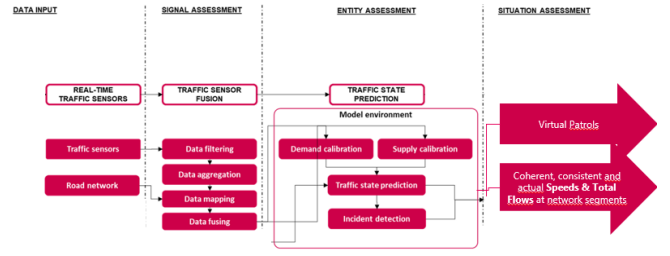 DATA INPUT
SIGNAL ASSESSMENT
ENTITY ASSESSMENT
SITUATION ASSESSMENT
REAL-TIME
TRAFFIC SENSORS
TRAFFIC SENSOR
FUSION
TRAFFIC STATE
PREDICTION
Model environment
Traffic sensors
Road network
Data filtering
Data aggregation
Data mapping
Data fusing
Demand calibration
Supply calibration
Traffic state prediction
Incident detection
Virtual Patrols
Coherent, consistent and
actual Speeds & Total
Flows at network segments